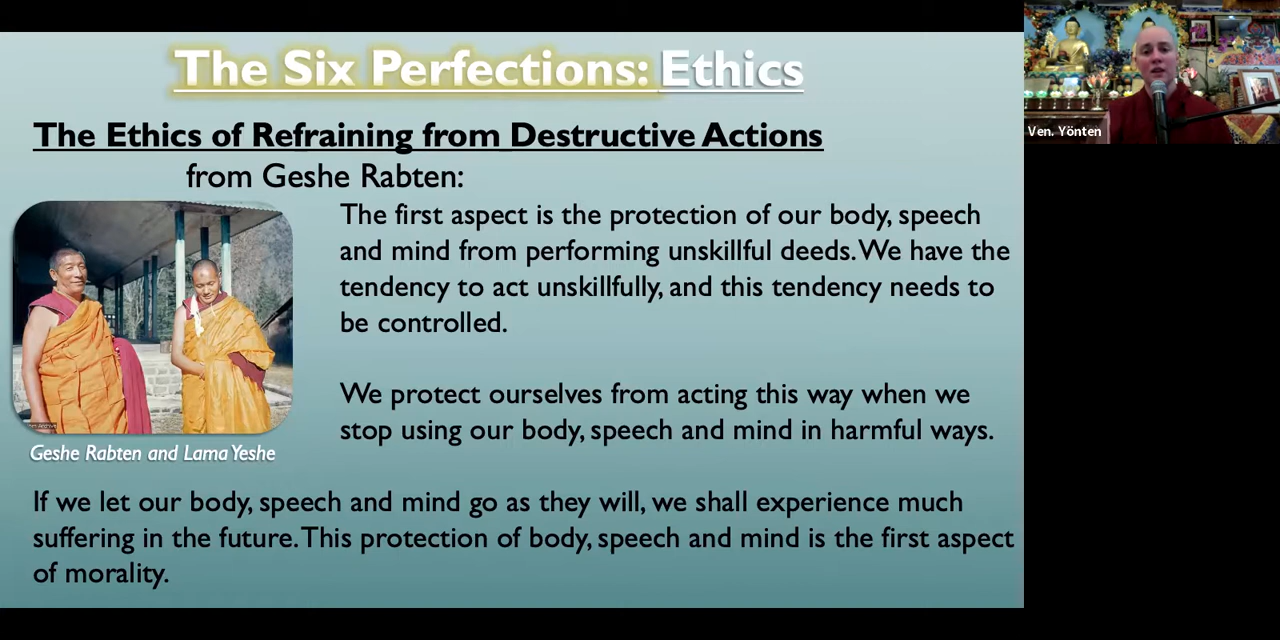 The Six Perfections: Ethics
Ven. Yönten
The Ethics of Refraining from Destructive Actions
from Geshe Rabten:
The first aspect is the protection of our body, speech
and mind from performing unskillful deeds. We have the
tendency to act unskillfully, and this tendency needs to
be controlled.
We protect ourselves from acting this way when we
stop using our body, speech and mind in harmful ways.
Geshe Rabten and Lama Yeshe
If we let our body, speech and mind go as they will, we shall experience much
suffering in the future. This protection of body, speech and mind is the first aspect
of morality.